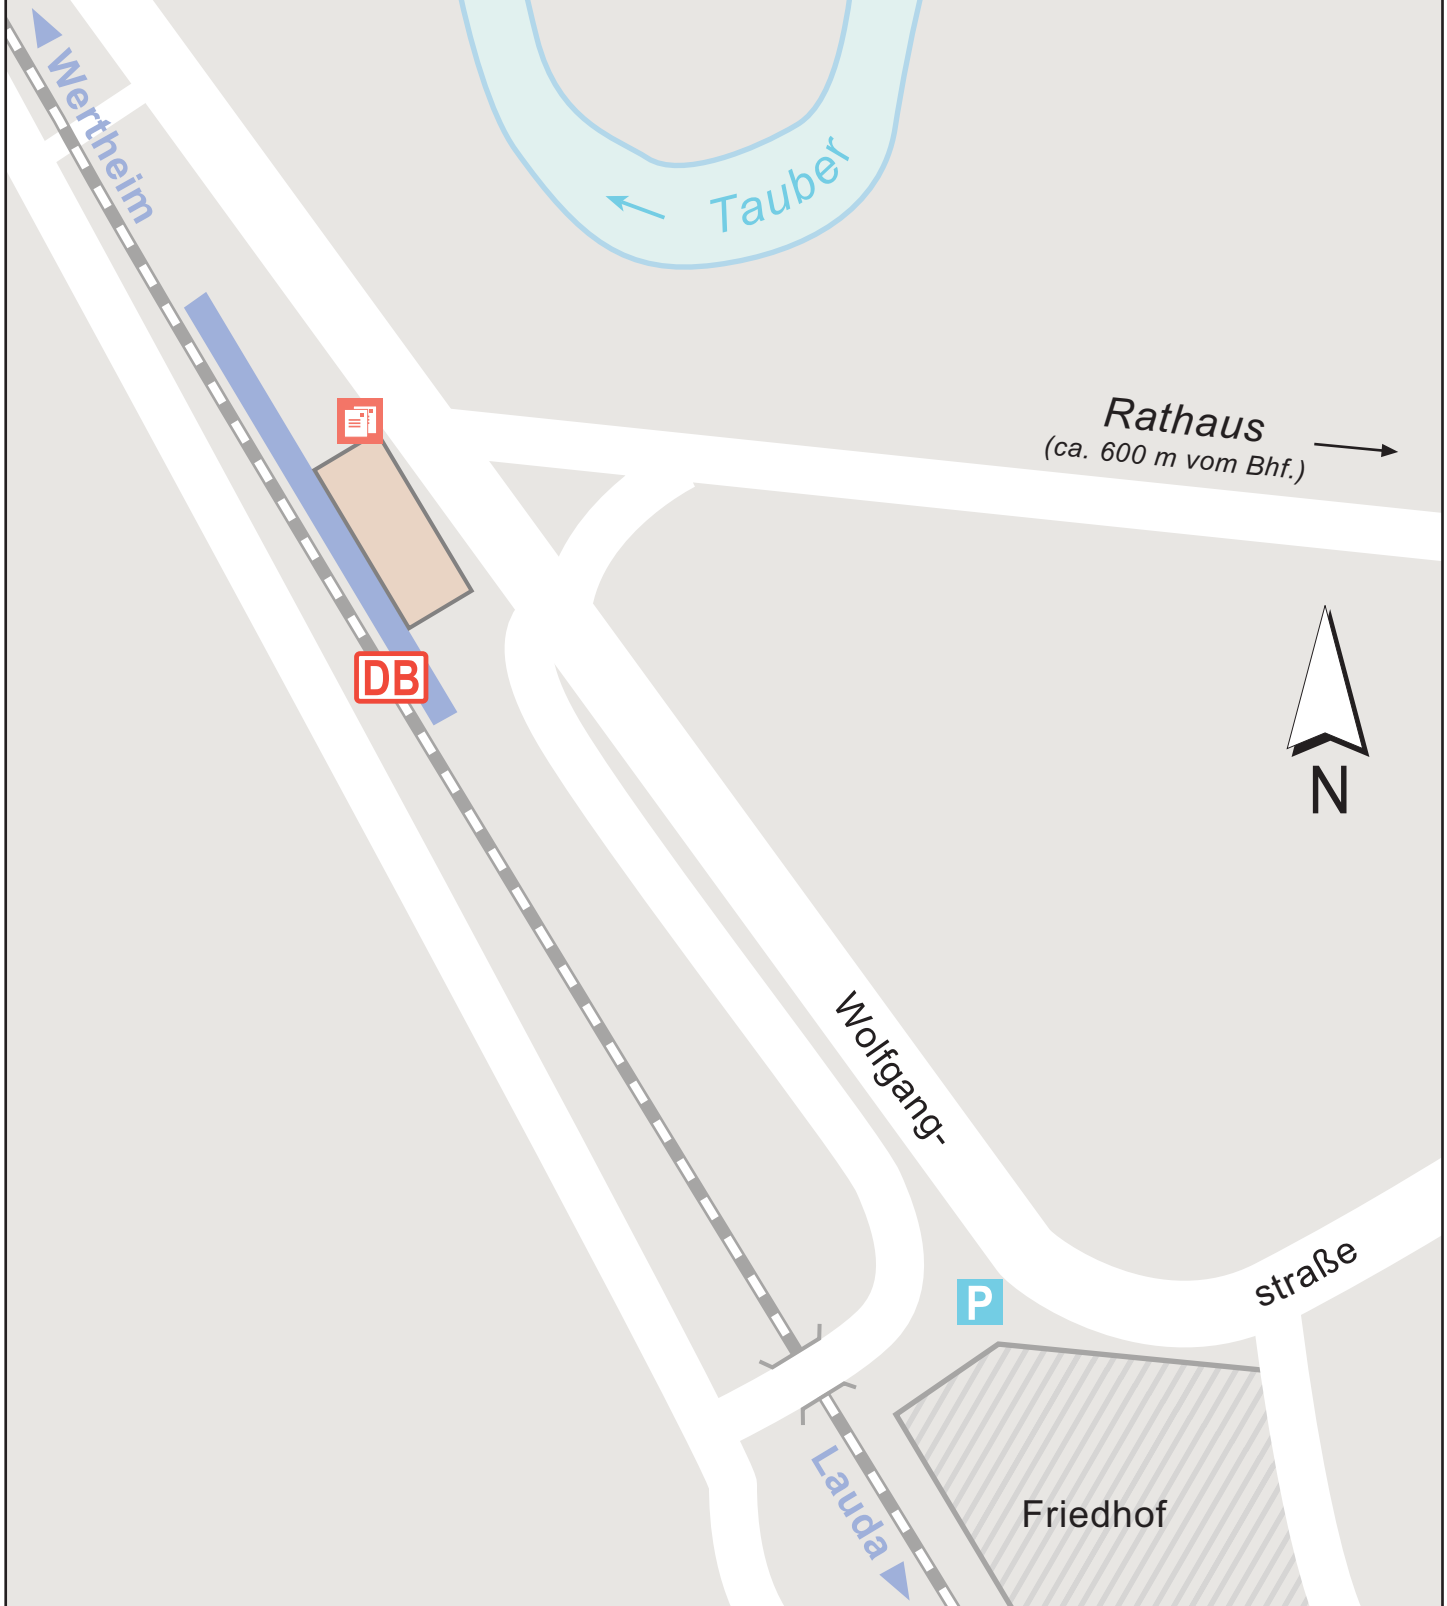 Wertheim
Tauber
Rathaus
(ca. 600 m vom Bhf.)
DB
N
Wolfgang-
straße
P
Lauda
Friedhof